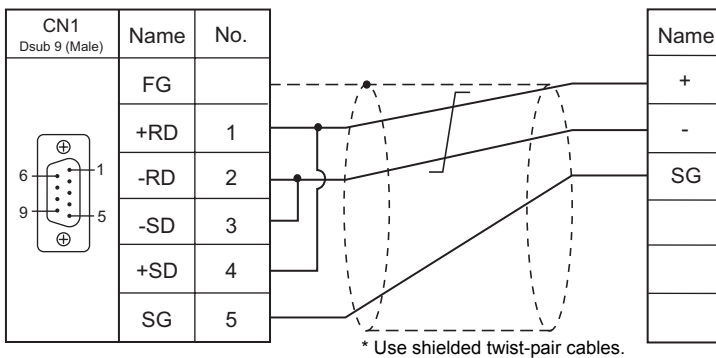 CN1
Dsub 9 (Male)
Name No.
FG
+RD 1
-RD 2
-SD 3
+SD 4
SG 5
6 1
9 5
Name
+
-
SG
* Use shielded twist-pair cables.